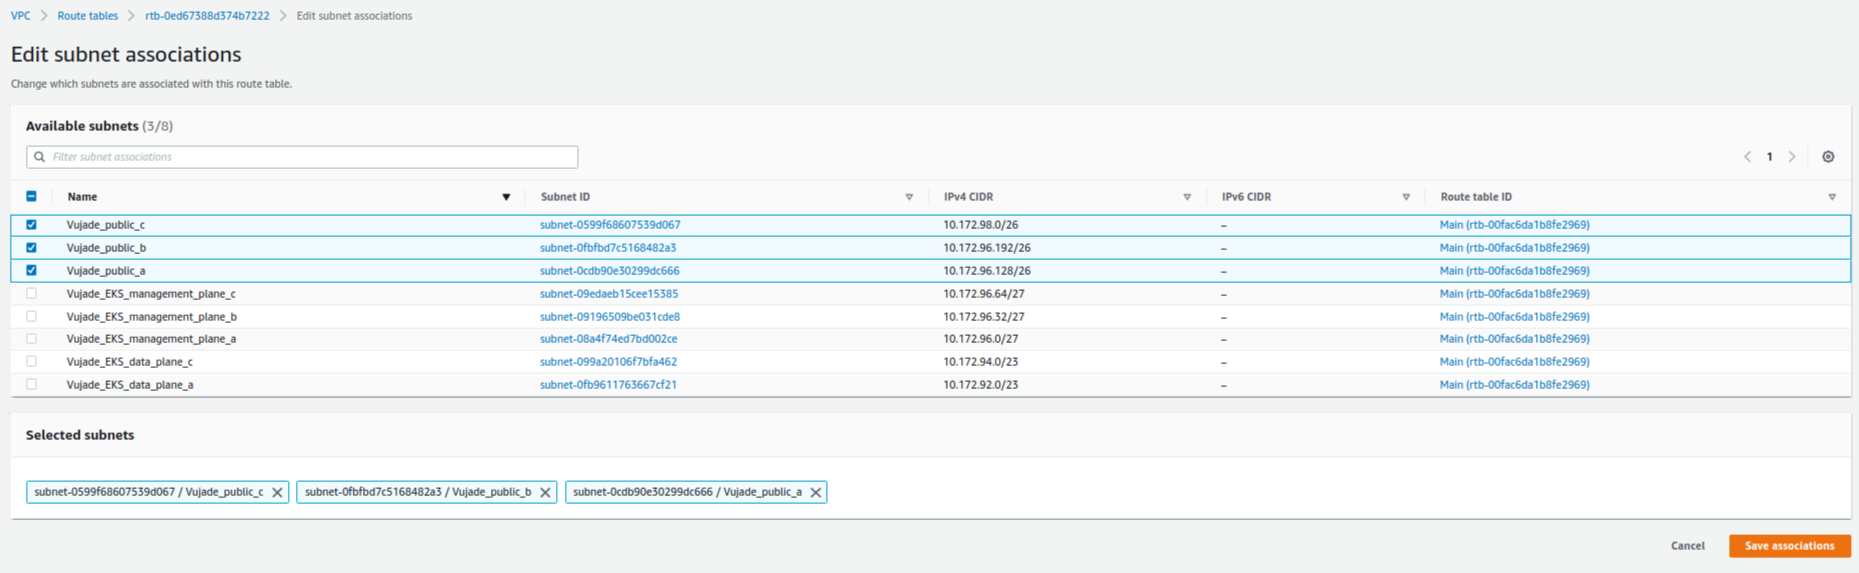 VPC > Route tables > rtb-0ed67388d374b7222 > Edit subnet associations
Edit subnet associations
Change which subnets are associated with this route table.
Available subnets (3/8)
Filter subnet associations
< 1 >
Name Subnet ID IPv4 CIDR IPv6 CIDR Route table ID
Vujade_public_c subnet-0599f68607539d067 10.172.98.0/26 – Main (rtb-00fac6da1b8fe2969)
Vujade_public_b subnet-0fbfbd7c5168482a3 10.172.96.192/26 – Main (rtb-00fac6da1b8fe2969)
Vujade_public_a subnet-0cdb90e30299dc666 10.172.96.128/26 – Main (rtb-00fac6da1b8fe2969)
Vujade_EKS_management_plane_c subnet-09edaeb15cee15385 10.172.96.64/27 – Main (rtb-00fac6da1b8fe2969)
Vujade_EKS_management_plane_b subnet-09196509be031cde8 10.172.96.32/27 – Main (rtb-00fac6da1b8fe2969)
Vujade_EKS_management_plane_a subnet-08a4f74ed7bd002ce 10.172.96.0/27 – Main (rtb-00fac6da1b8fe2969)
Vujade_EKS_data_plane_c subnet-099a20106f7bfa462 10.172.94.0/23 – Main (rtb-00fac6da1b8fe2969)
Vujade_EKS_data_plane_a subnet-0fb9611763667cf21 10.172.92.0/23 – Main (rtb-00fac6da1b8fe2969)
Selected subnets
subnet-0599f68607539d067 / Vujade_public_c subnet-0fbfbd7c5168482a3 / Vujade_public_b subnet-0cdb90e30299dc666 / Vujade_public_a
Cancel Save associations